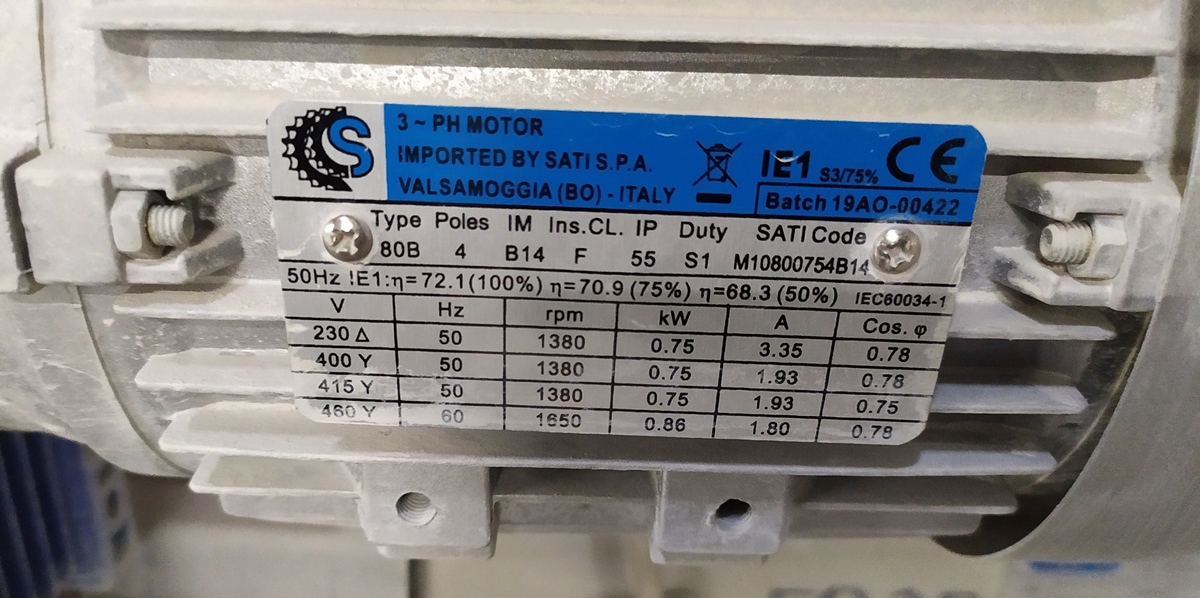 S
3 ~ PH MOTOR
IMPORTED BY SATI S.P.A.
VALSAMOGGIA (BO) - ITALY
IE1 S3/75% CE
Batch 19AO-00422
Type Poles IM Ins.CL. IP Duty SATI Code
80B 4 B14 F 55 S1 M10800754B14
50Hz IE1:η=72.1(100%) η=70.9(75%) η=68.3(50%) IEC60034-1
V Hz rpm kW A Cos. φ
230 Δ 50 1380 0.75 3.35 0.78
400 Y 50 1380 0.75 1.93 0.78
415 Y 50 1380 0.75 1.93 0.75
460 Y 60 1650 0.86 1.80 0.78